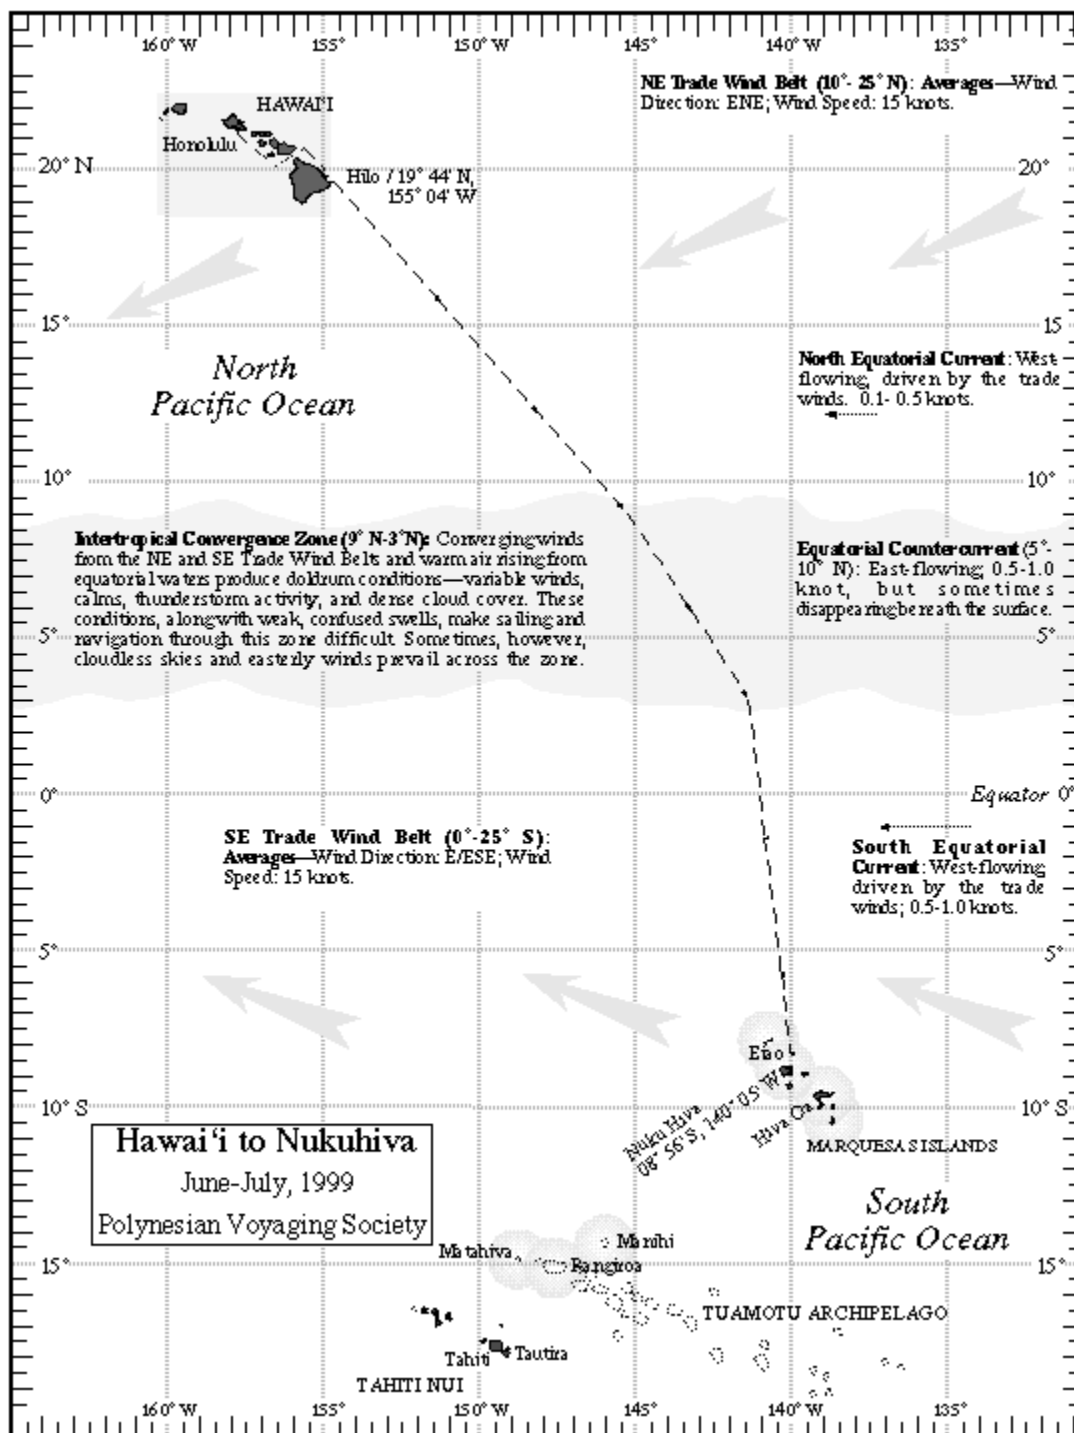 160° W 155° 150° W 145° 140° W 135°
NE Trade Wind Belt (10°- 25° N): Averages—Wind
Direction: ENE; Wind Speed: 15 knots.
HAWAI'I
Honolulu
20° N
20°
Hilo / 19° 44' N,
155° 04' W
15°
15
North
Pacific Ocean
North Equatorial Current: West-
flowing, driven by the trade
winds. 0.1- 0.5 knots.
10°
10°
Intertropical Convergence Zone (9° N-3°N): Converging winds
from the NE and SE Trade Wind Belts and warm air rising from
equatorial waters produce doldrum conditions—variable winds,
calms, thunderstorm activity, and dense cloud cover. These
conditions, along with weak, confused swells, make sailing and
navigation through this zone difficult. Sometimes, however,
cloudless skies and easterly winds prevail across the zone.
Equatorial Countercurrent (5°-
10° N): East-flowing; 0.5-1.0
knot, but sometimes
disappearing beneath the surface.
5°
5°
0°
Equator 0°
SE Trade Wind Belt (0°-25° S):
Averages—Wind Direction: E/ESE; Wind
Speed: 15 knots.
South Equatorial
Current: West-flowing,
driven by the trade
winds; 0.5-1.0 knots.
5°
5°
Eiao
Nuku Hiva
08° 56' S, 140° 05' W
Hiva Oa
10° S
10° S
MARQUESAS ISLANDS
Hawai'i to Nukuhiva
June-July, 1999
Polynesian Voyaging Society
South
Pacific Ocean
Matahiva
Manihi
Rangiroa
15°
15°
TUAMOTU ARCHIPELAGO
Tahiti
Tautira
TAHITI NUI
160° W 155° 150° W 145° 140° W 135°